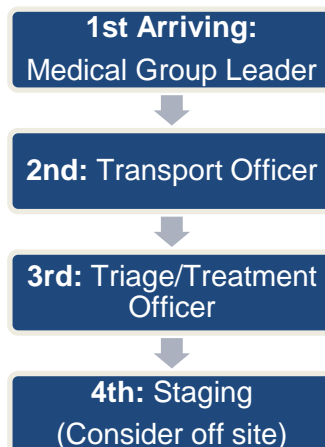 1st Arriving:
Medical Group Leader
2nd: Transport Officer
3rd: Triage/Treatment
Officer
4th: Staging
(Consider off site)